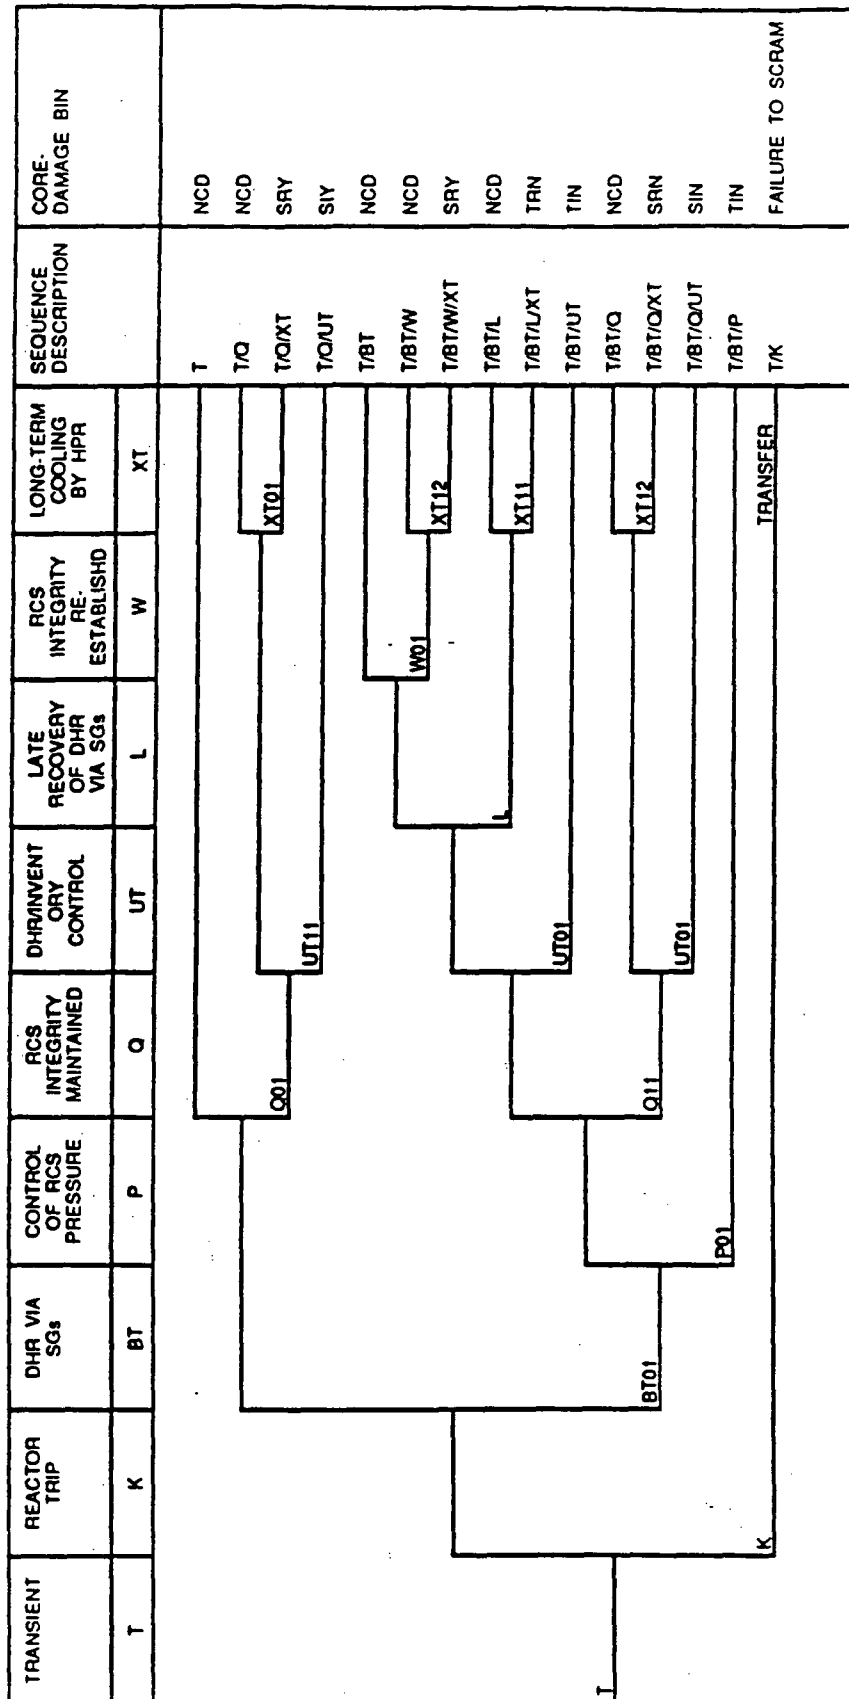 TRANSIENT
T
REACTOR
TRIP
K
DHR VIA
SGs
BT
CONTROL
OF RCS
PRESSURE
P
RCS
INTEGRITY
MAINTAINED
Q
DHR/INVENT
ORY
CONTROL
UT
LATE
RECOVERY
OF DHR
VIA SGs
L
RCS
INTEGRITY
RE-
ESTABLISHD
W
LONG-TERM
COOLING
BY HPR
XT
SEQUENCE
DESCRIPTION
CORE-
DAMAGE BIN
T NCD
T/Q NCD
XT01 T/Q/XT SRY
UT11 T/Q/UT SIY
Q01
T/BT NCD
T/BT/W NCD
W01 XT12 T/BT/W/XT SRY
T/BT/L NCD
L XT11 T/BT/L/XT TRN
UT01 T/BT/UT TIN
T/BT/Q NCD
XT12 T/BT/Q/XT SRN
Q11
BT01
UT01 T/BT/Q/UT SIN
P01 T/BT/P TIN
T
K TRANSFER T/K FAILURE TO SCRAM